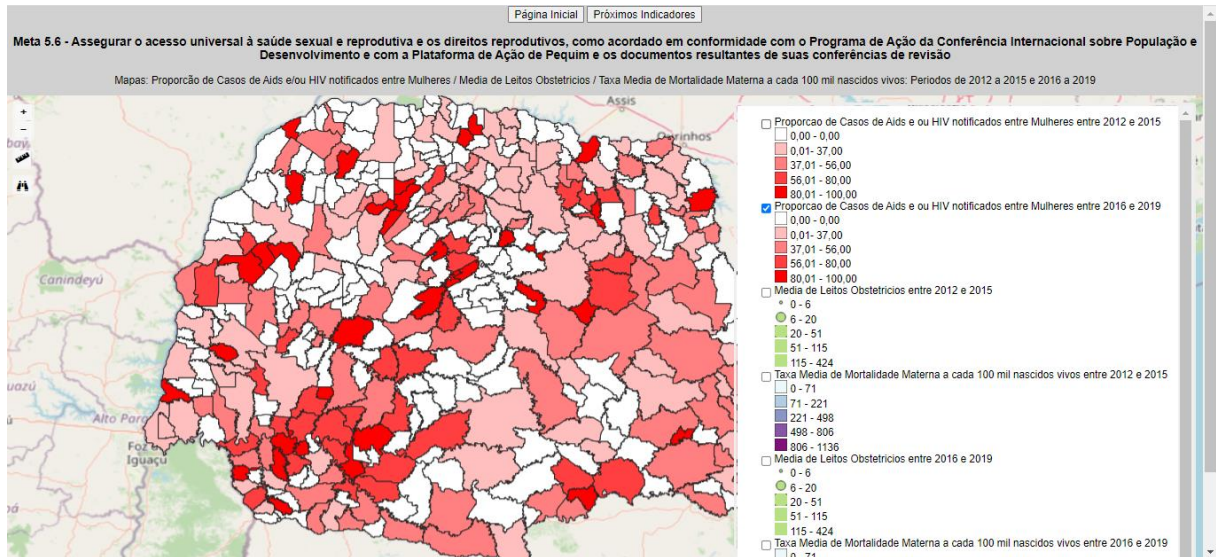 Página Inicial Próximos Indicadores
Meta 5.6 - Assegurar o acesso universal à saúde sexual e reprodutiva e os direitos reprodutivos, como acordado em conformidade com o Programa de Ação da Conferência Internacional sobre População e
Desenvolvimento e com a Plataforma de Ação de Pequim e os documentos resultantes de suas conferências de revisão
Mapas: Proporcão de Casos de Aids e/ou HIV notificados entre Mulheres / Media de Leitos Obstetricios / Taxa Media de Mortalidade Materna a cada 100 mil nascidos vivos: Periodos de 2012 a 2015 e 2016 a 2019
+
−
Assis
Ourinhos
Canindeyú
Alto Para
Foz
Iguaçu
Proporcao de Casos de Aids e ou HIV notificados entre Mulheres entre 2012 e 2015
0,00 - 0,00
0,01- 37,00
37,01 - 56,00
56,01 - 80,00
80,01 - 100,00
Proporcao de Casos de Aids e ou HIV notificados entre Mulheres entre 2016 e 2019
0,00 - 0,00
0,01- 37,00
37,01 - 56,00
56,01 - 80,00
80,01 - 100,00
Media de Leitos Obstetricios entre 2012 e 2015
0 - 6
6 - 20
20 - 51
51 - 115
115 - 424
Taxa Media de Mortalidade Materna a cada 100 mil nascidos vivos entre 2012 e 2015
0 - 71
71 - 221
221 - 498
498 - 806
806 - 1136
Media de Leitos Obstetricios entre 2016 e 2019
0 - 6
6 - 20
20 - 51
51 - 115
115 - 424
Taxa Media de Mortalidade Materna a cada 100 mil nascidos vivos entre 2016 e 2019
0 - 71